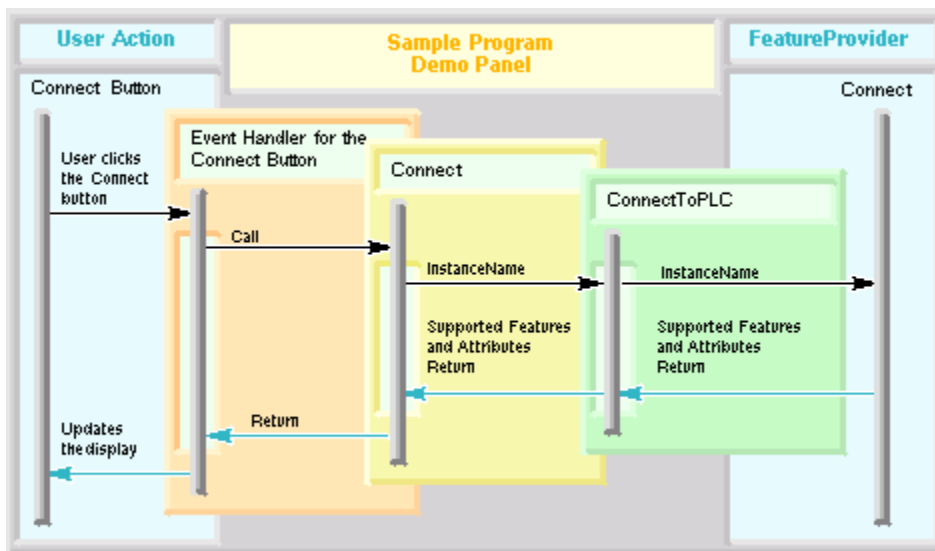 User Action
Sample Program
Demo Panel
FeatureProvider
Connect Button
Connect
Event Handler for the
Connect Button
User clicks
the Connect
button
Connect
ConnectToPLC
Call
InstanceName
InstanceName
Supported Features
and Attributes
Return
Supported Features
and Attributes
Return
Return
Updates
the display